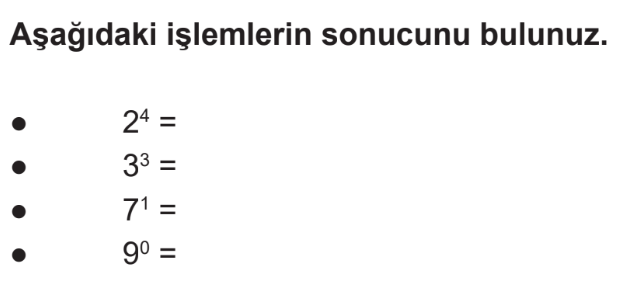 Aşağıdaki işlemlerin sonucunu bulunuz.
● 2⁴ =
● 3³ =
● 7¹ =
● 9⁰ =